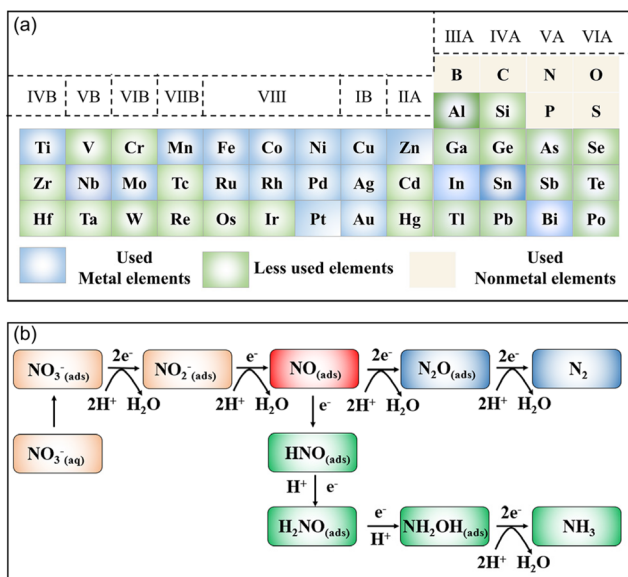 (a)
IIIA IVA VA VIA
B C N O
IVB VB VIB VIIB VIII IB IIA
Al Si P S
Ti V Cr Mn Fe Co Ni Cu Zn Ga Ge As Se
Zr Nb Mo Tc Ru Rh Pd Ag Cd In Sn Sb Te
Hf Ta W Re Os Ir Pt Au Hg Tl Pb Bi Po
Used Metal elements
Less used elements
Used Nonmetal elements
(b)
2e⁻ e⁻ 2e⁻ 2e⁻
NO₃⁻(ads) NO₂⁻(ads) NO(ads) N₂O(ads) N₂
2H⁺ H₂O 2H⁺ H₂O 2H⁺ H₂O 2H⁺ H₂O
e⁻
NO₃⁻(aq) HNO(ads)
H⁺ e⁻
e⁻ 2e⁻
H₂NO(ads) NH₂OH(ads) NH₃
H⁺ 2H⁺ H₂O